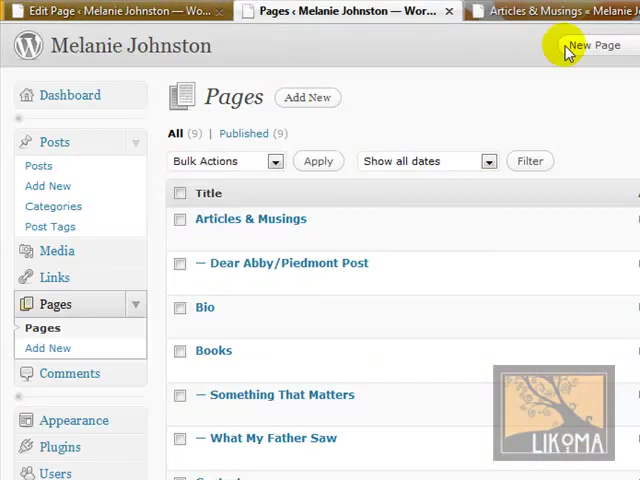 Edit Page ‹ Melanie Johnston — Wo...
Pages ‹ Melanie Johnston — Wor...
Articles & Musings « Melanie Jo
Melanie Johnston
New Page
Dashboard
Pages
Add New
All (9) | Published (9)
Posts
Bulk Actions
Apply
Show all dates
Filter
Posts
Add New
Categories
Post Tags
Title
Articles & Musings
Media
— Dear Abby/Piedmont Post
Links
Pages
Bio
Pages
Add New
Books
Comments
— Something That Matters
Appearance
— What My Father Saw
Plugins
Users
LIKOMA